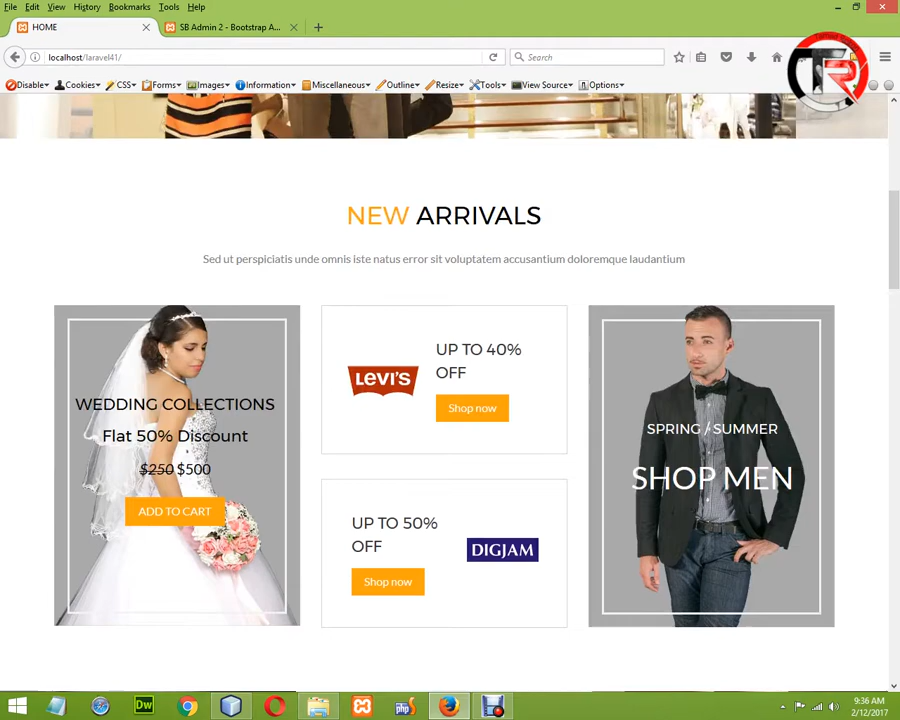 File Edit View History Bookmarks Tools Help
HOME
SB Admin 2 - Bootstrap A...
localhost/laravel41/
Search
Disable Cookies CSS Forms Images Information Miscellaneous Outline Resize Tools View Source Options
TR
NEW ARRIVALS
Sed ut perspiciatis unde omnis iste natus error sit voluptatem accusantium doloremque laudantium
WEDDING COLLECTIONS
Flat 50% Discount
$250 $500
ADD TO CART
LEVI'S
UP TO 40%
OFF
Shop now
UP TO 50%
OFF
Shop now
DIGJAM
SPRING / SUMMER
SHOP MEN
Dw
php
9:36 AM
2/12/2017